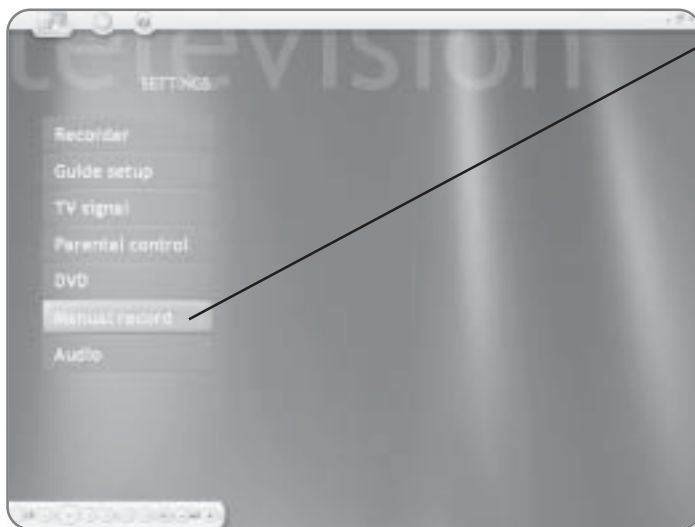 television
SETTINGS
Recorder
Guide setup
TV signal
Parental control
DVD
Manual record
Audio